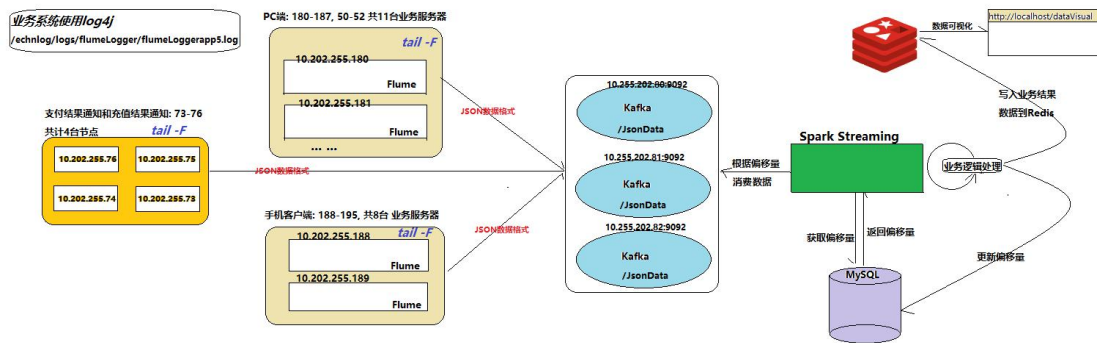 业务系统使用log4j
/echnlog/logs/flumeLogger/flumeLoggerapp5.log
支付结果通知和充值结果通知: 73-76
共计4台节点
tail -F
10.202.255.76
10.202.255.75
10.202.255.74
10.202.255.73
JSON数据格式
PC端: 180-187, 50-52 共11台业务服务器
tail -F
10.202.255.180
Flume
10.202.255.181
Flume
... ...
JSON数据格式
手机客户端: 188-195, 共8台 业务服务器
tail -F
10.202.255.188
Flume
10.202.255.189
Flume
JSON数据格式
10.255.202.80:9092
Kafka
/JsonData
10.255.202.81:9092
Kafka
/JsonData
10.255.202.82:9092
Kafka
/JsonData
根据偏移量
消费数据
Spark Streaming
获取偏移量
返回偏移量
MySQL
业务逻辑处理
更新偏移量
写入业务结果
数据到Redis
数据可视化
http://localhost/dataVisual